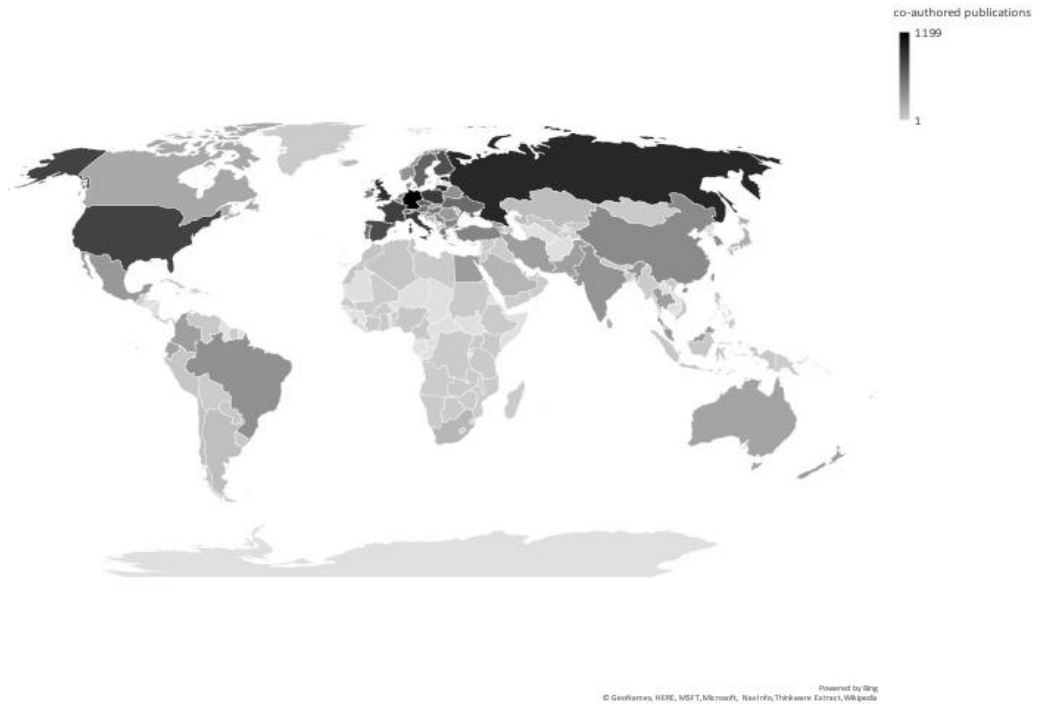 co-authored publications
1199
1
Powered by Bing
© GeoNames, HERE, MSFT, Microsoft, NavInfo, Thinkware Extract, Wikipedia